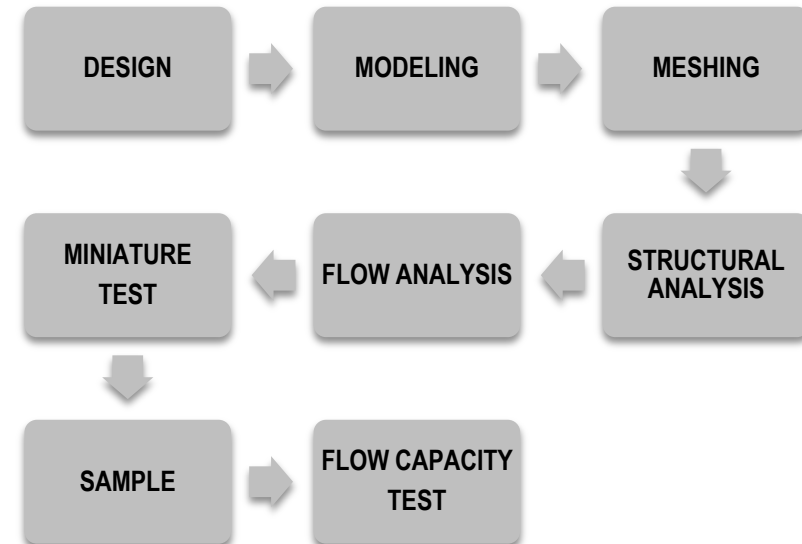 DESIGN
MODELING
MESHING
STRUCTURAL
ANALYSIS
FLOW ANALYSIS
MINIATURE
TEST
SAMPLE
FLOW CAPACITY
TEST